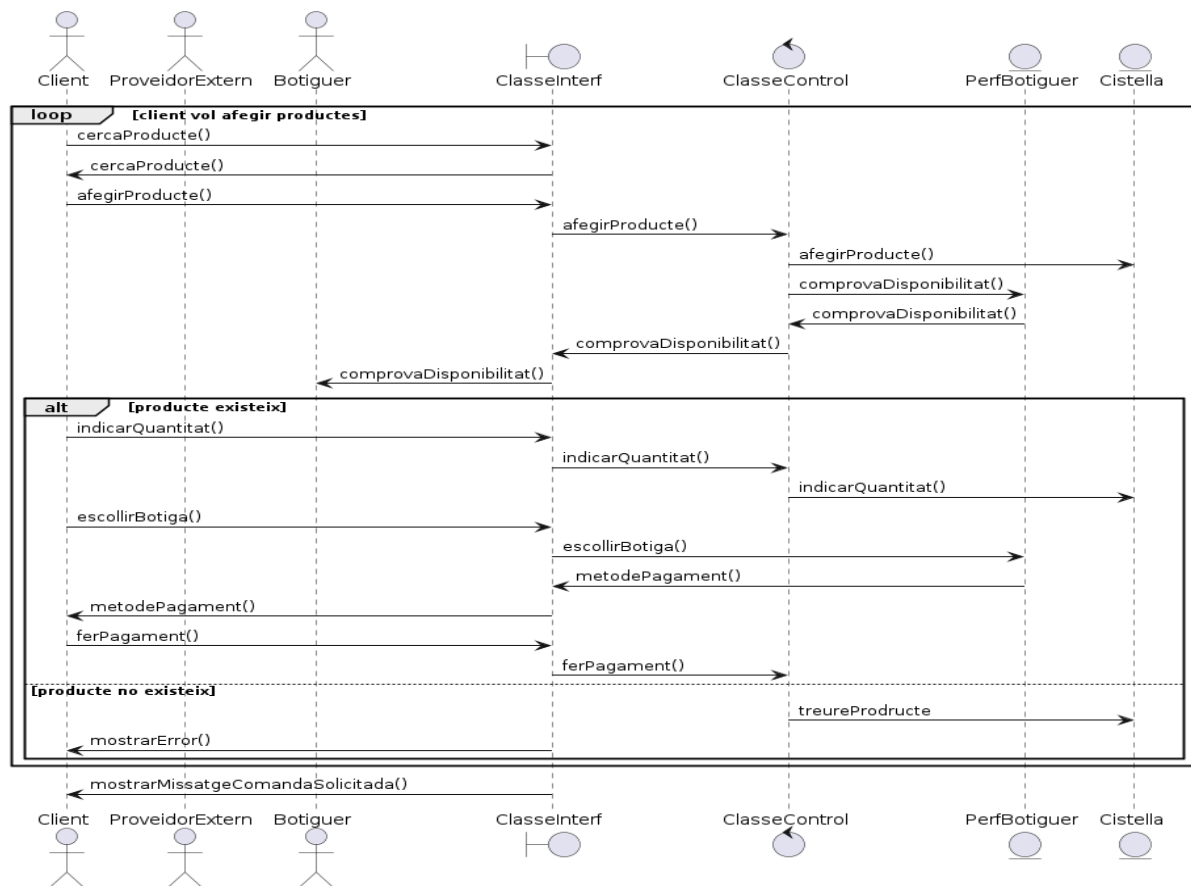 Client ProveidorExtern Botiguer ClasseInterf ClasseControl PerfBotiguer Cistella
loop [client vol afegir productes]
cercaProducte()
cercaProducte()
afegirProducte()
afegirProducte()
afegirProducte()
comprovaDisponibilitat()
comprovaDisponibilitat()
comprovaDisponibilitat()
comprovaDisponibilitat()
alt [producte existeix]
indicarQuantitat()
indicarQuantitat()
indicarQuantitat()
escollirBotiga()
escollirBotiga()
metodePagament()
metodePagament()
ferPagament()
ferPagament()
[producte no existeix]
treureProdructe
mostrarError()
mostrarMissatgeComandaSolicitada()
Client ProveidorExtern Botiguer ClasseInterf ClasseControl PerfBotiguer Cistella